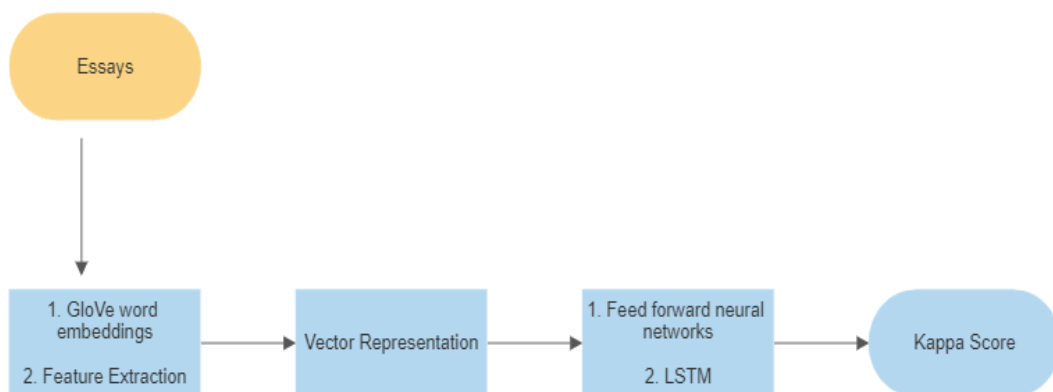 Essays
1. GloVe word
embeddings
2. Feature Extraction
Vector Representation
1. Feed forward neural
networks
2. LSTM
Kappa Score